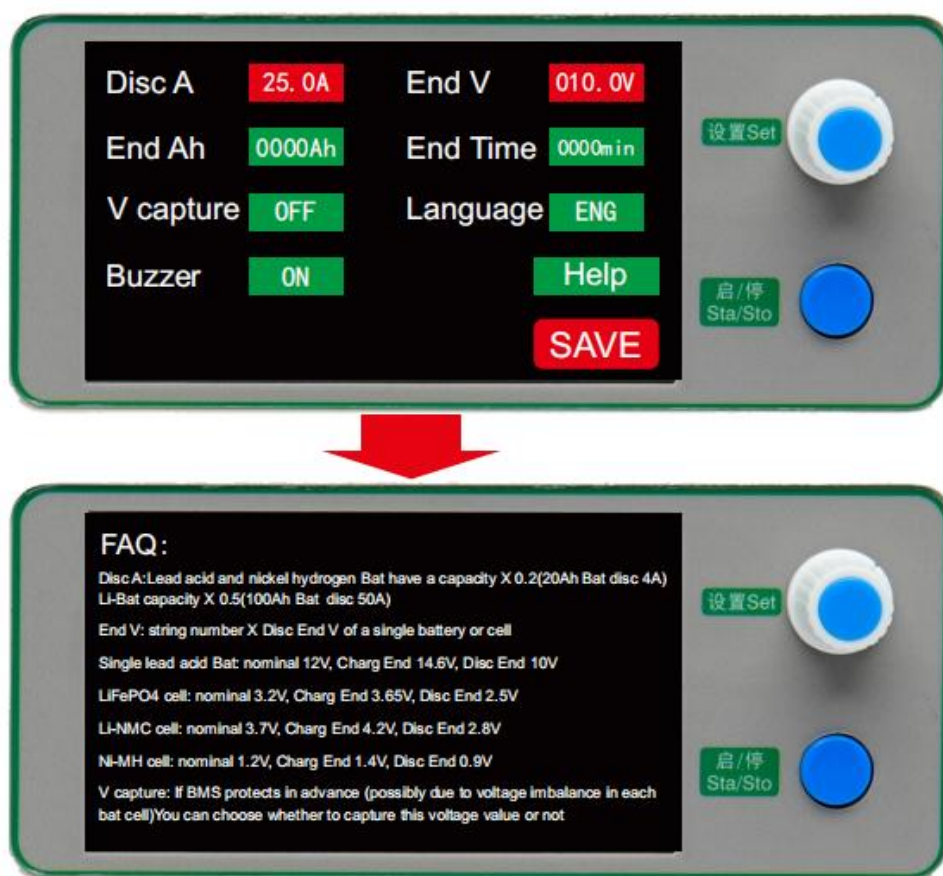 Disc A 25.0A End V 010.0V
设置Set
End Ah 0000Ah End Time 0000min
V capture OFF Language ENG
Buzzer ON Help
启/停
Sta/Sto
SAVE
FAQ:
Disc A:Lead acid and nickel hydrogen Bat have a capacity X 0.2(20Ah Bat disc 4A)
Li-Bat capacity X 0.5(100Ah Bat disc 50A)
设置Set
End V: string number X Disc End V of a single battery or cell
Single lead acid Bat: nominal 12V, Charg End 14.6V, Disc End 10V
LiFePO4 cell: nominal 3.2V, Charg End 3.65V, Disc End 2.5V
Li-NMC cell: nominal 3.7V, Charg End 4.2V, Disc End 2.8V
Ni-MH cell: nominal 1.2V, Charg End 1.4V, Disc End 0.9V
启/停
Sta/Sto
V capture: If BMS protects in advance (possibly due to voltage imbalance in each
bat cell)You can choose whether to capture this voltage value or not